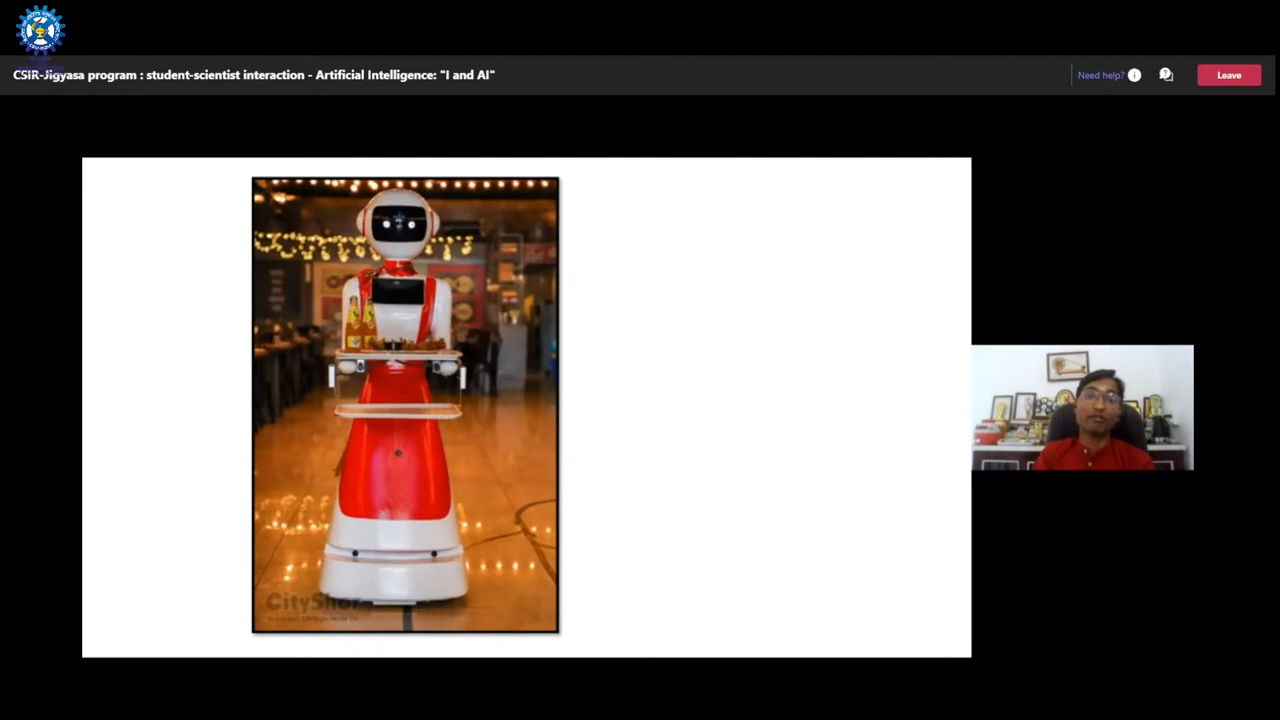 CSIR-Jigyasa program : student-scientist interaction - Artificial Intelligence: "I and AI"
Need help?
Leave
CityShor